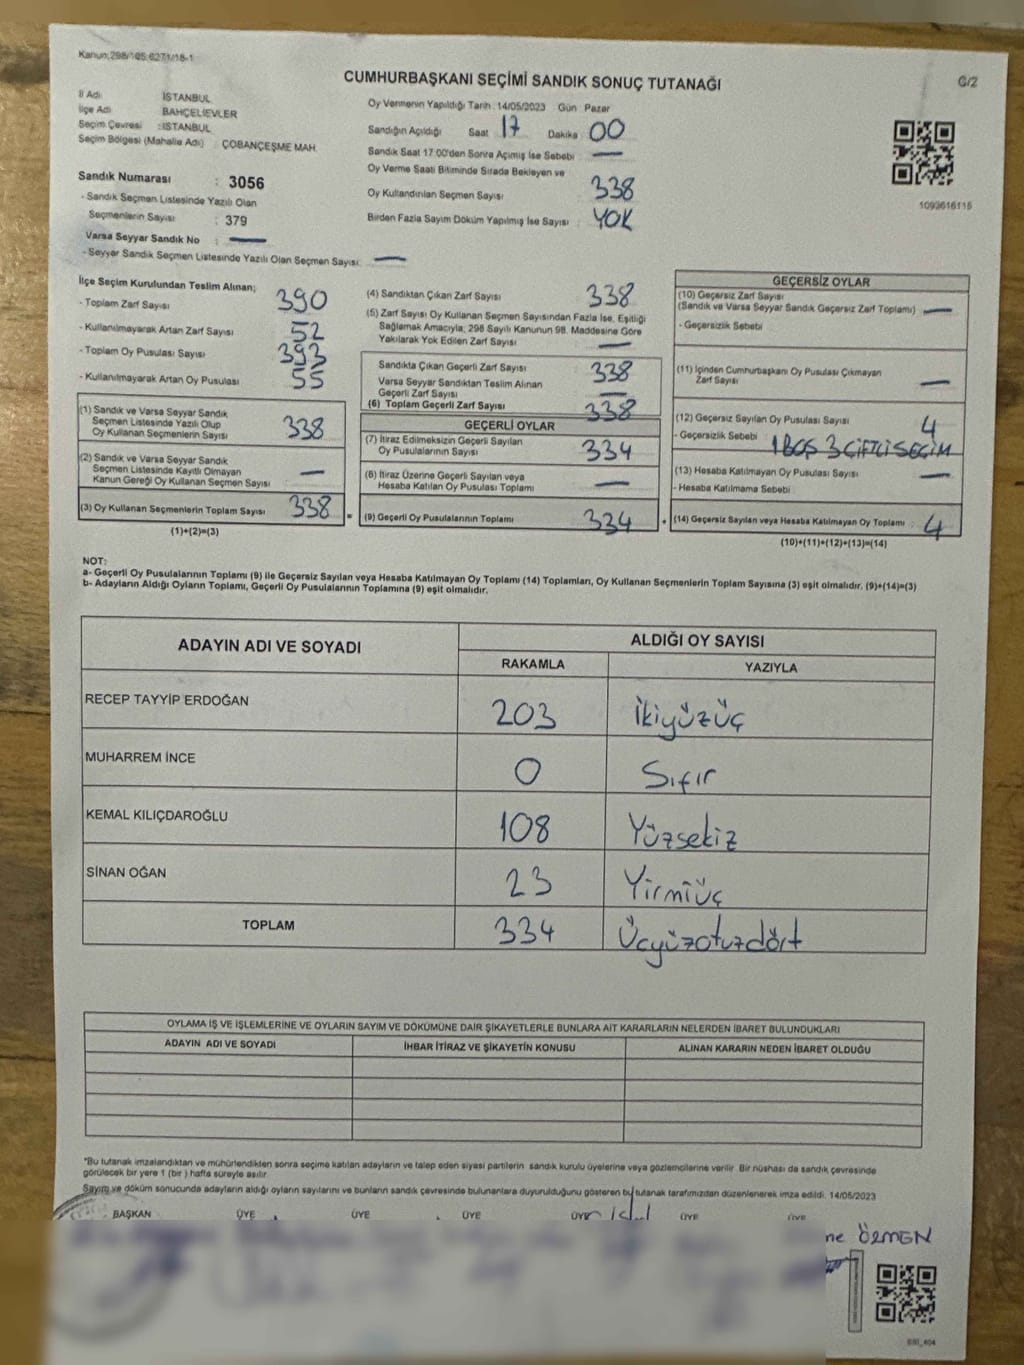 Kanun;298/105;6271/18-1
CUMHURBAŞKANI SEÇİMİ SANDIK SONUÇ TUTANAĞI
G/2
İl Adı : İSTANBUL
İlçe Adı BAHÇELİEVLER
Seçim Çevresi :İSTANBUL
Seçim Bölgesi (Mahalle Adı) : ÇOBANÇEŞME MAH.
Sandık Numarası : 3056
- Sandık Seçmen Listesinde Yazılı Olan
Seçmenlerin Sayısı : 379
Varsa Seyyar Sandık No : —
- Seyyar Sandık Seçmen Listesinde Yazılı Olan Seçmen Sayısı: —
Oy Vermenin Yapıldığı Tarih : 14/05/2023 Gün Pazar
Sandığın Açıldığı Saat 17 Dakika 00
Sandık Saat 17.00'den Sonra Açımış İse Sebebi : —
Oy Verme Saati Bitiminde Sırada Bekleyen ve
Oy Kullandırılan Seçmen Sayısı : 338
Birden Fazla Sayım Döküm Yapılmış İse Sayısı : YOK
1093616115
İlçe Seçim Kurulundan Teslim Alınan;
- Toplam Zarf Sayısı 390
- Kullanılmayarak Artan Zarf Sayısı : 52
- Toplam Oy Pusulası Sayısı : 393
- Kullanılmayarak Artan Oy Pusulası : 55
(1) Sandık ve Varsa Seyyar Sandık
Seçmen Listesinde Yazılı Olup
Oy Kullanan Seçmenlerin Sayısı : 338
(2) Sandık ve Varsa Seyyar Sandık
Seçmen Listesinde Kayıtlı Olmayan
Kanun Gereği Oy Kullanan Seçmen Sayısı : —
(3) Oy Kullanan Seçmenlerin Toplam Sayısı : 338
(1)+(2)=(3)
(4) Sandıktan Çıkan Zarf Sayısı : 338
(5) Zarf Sayısı Oy Kullanan Seçmen Sayısından Fazla İse, Eşitliği
Sağlamak Amacıyla; 298 Sayılı Kanunun 98. Maddesine Göre
Yakılarak Yok Edilen Zarf Sayısı : —
Sandıkta Çıkan Geçerli Zarf Sayısı : 338
Varsa Seyyar Sandıktan Teslim Alınan
Geçerli Zarf Sayısı : —
(6) Toplam Geçerli Zarf Sayısı : 338
GEÇERLİ OYLAR
(7) İtiraz Edilmeksizin Geçerli Sayılan
Oy Pusulalarının Sayısı : 334
(8) İtiraz Üzerine Geçerli Sayılan veya
Hesaba Katılan Oy Pusulası Toplamı : —
= (9) Geçerli Oy Pusulalarının Toplamı : 334 +
GEÇERSİZ OYLAR
(10) Geçersiz Zarf Sayısı
(Sandık ve Varsa Seyyar Sandık Geçersiz Zarf Toplamı) : —
- Geçersizlik Sebebi :
(11) İçinden Cumhurbaşkanı Oy Pusulası Çıkmayan
Zarf Sayısı : —
(12) Geçersiz Sayılan Oy Pusulası Sayısı : 4
- Geçersizlik Sebebi : 1 BOŞ 3 ÇİFTLİ SEÇİM
(13) Hesaba Katılmayan Oy Pusulası Sayısı : —
- Hesaba Katılmama Sebebi :
(14) Geçersiz Sayılan veya Hesaba Katılmayan Oy Toplamı : 4
(10)+(11)+(12)+(13)=(14)
NOT:
a- Geçerli Oy Pusulalarının Toplamı (9) ile Geçersiz Sayılan veya Hesaba Katılmayan Oy Toplamı (14) Toplamları, Oy Kullanan Seçmenlerin Toplam Sayısına (3) eşit olmalıdır. (9)+(14)=(3)
b- Adayların Aldığı Oyların Toplamı, Geçerli Oy Pusulalarının Toplamına (9) eşit olmalıdır.
ADAYIN ADI VE SOYADI ALDIĞI OY SAYISI
RAKAMLA YAZIYLA
RECEP TAYYİP ERDOĞAN 203 İkiyüzüç
MUHARREM İNCE 0 Sıfır
KEMAL KILIÇDAROĞLU 108 Yüzsekiz
SİNAN OĞAN 23 Yirmiüç
TOPLAM 334 Üçyüzotuzdört
OYLAMA İŞ VE İŞLEMLERİNE VE OYLARIN SAYIM VE DÖKÜMÜNE DAİR ŞİKAYETLERLE BUNLARA AİT KARARLARIN NELERDEN İBARET BULUNDUKLARI
ADAYIN ADI VE SOYADI İHBAR İTİRAZ VE ŞİKAYETİN KONUSU ALINAN KARARIN NEDEN İBARET OLDUĞU
*Bu tutanak imzalandıktan ve mühürlendikten sonra seçime katılan adayların ve talep eden siyasi partilerin sandık kurulu üyelerine veya gözlemcilerine verilir. Bir nüshası da sandık çevresinde
görülecek bir yere 1 (bir ) hafta süreyle asılır.
Sayım ve döküm sonucunda adayların aldığı oyların sayılarını ve bunların sandık çevresinde bulunanlara duyurulduğunu gösteren bu tutanak tarafımızdan düzenlenerek imza edildi. 14/05/2023
BAŞKAN ÜYE ÜYE ÜYE ÜYE ÜYE ÜYE
ne ÖZMEN